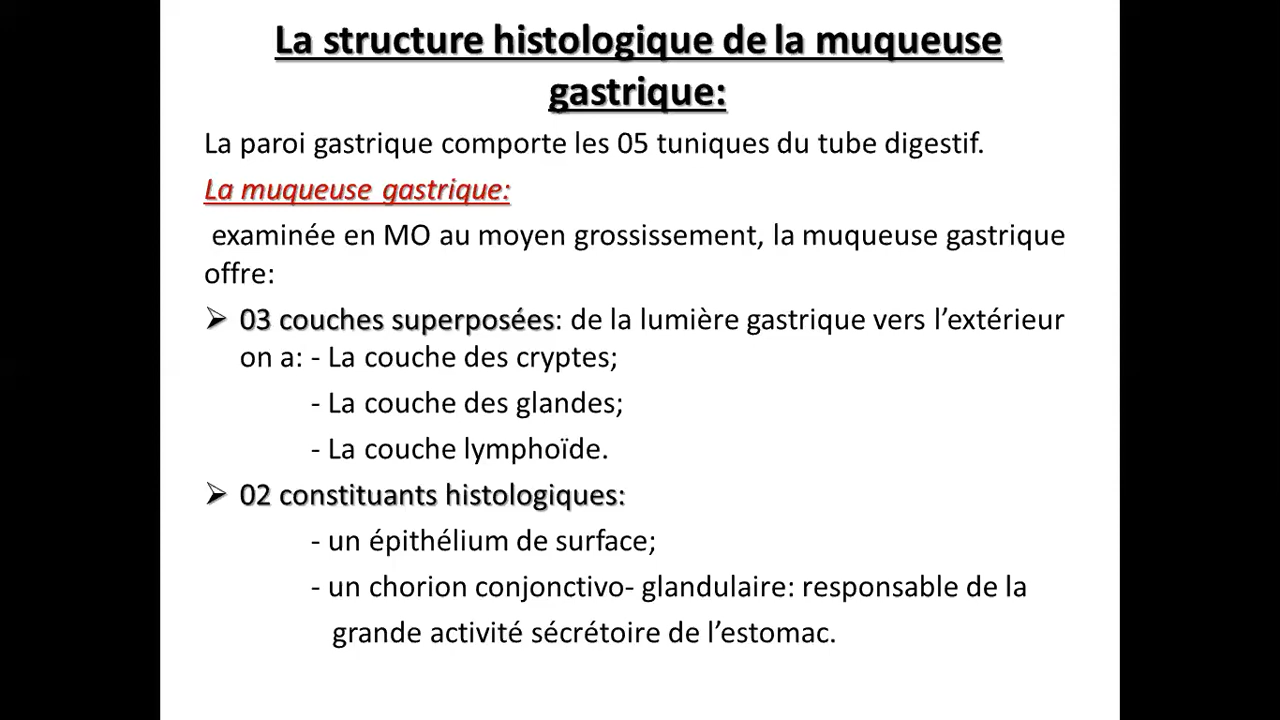 La structure histologique de la muqueuse
gastrique:
La paroi gastrique comporte les 05 tuniques du tube digestif.
La muqueuse gastrique:
examinée en MO au moyen grossissement, la muqueuse gastrique
offre:
➢ 03 couches superposées: de la lumière gastrique vers l’extérieur
on a: - La couche des cryptes;
- La couche des glandes;
- La couche lymphoïde.
➢ 02 constituants histologiques:
- un épithélium de surface;
- un chorion conjonctivo- glandulaire: responsable de la
grande activité sécrétoire de l’estomac.